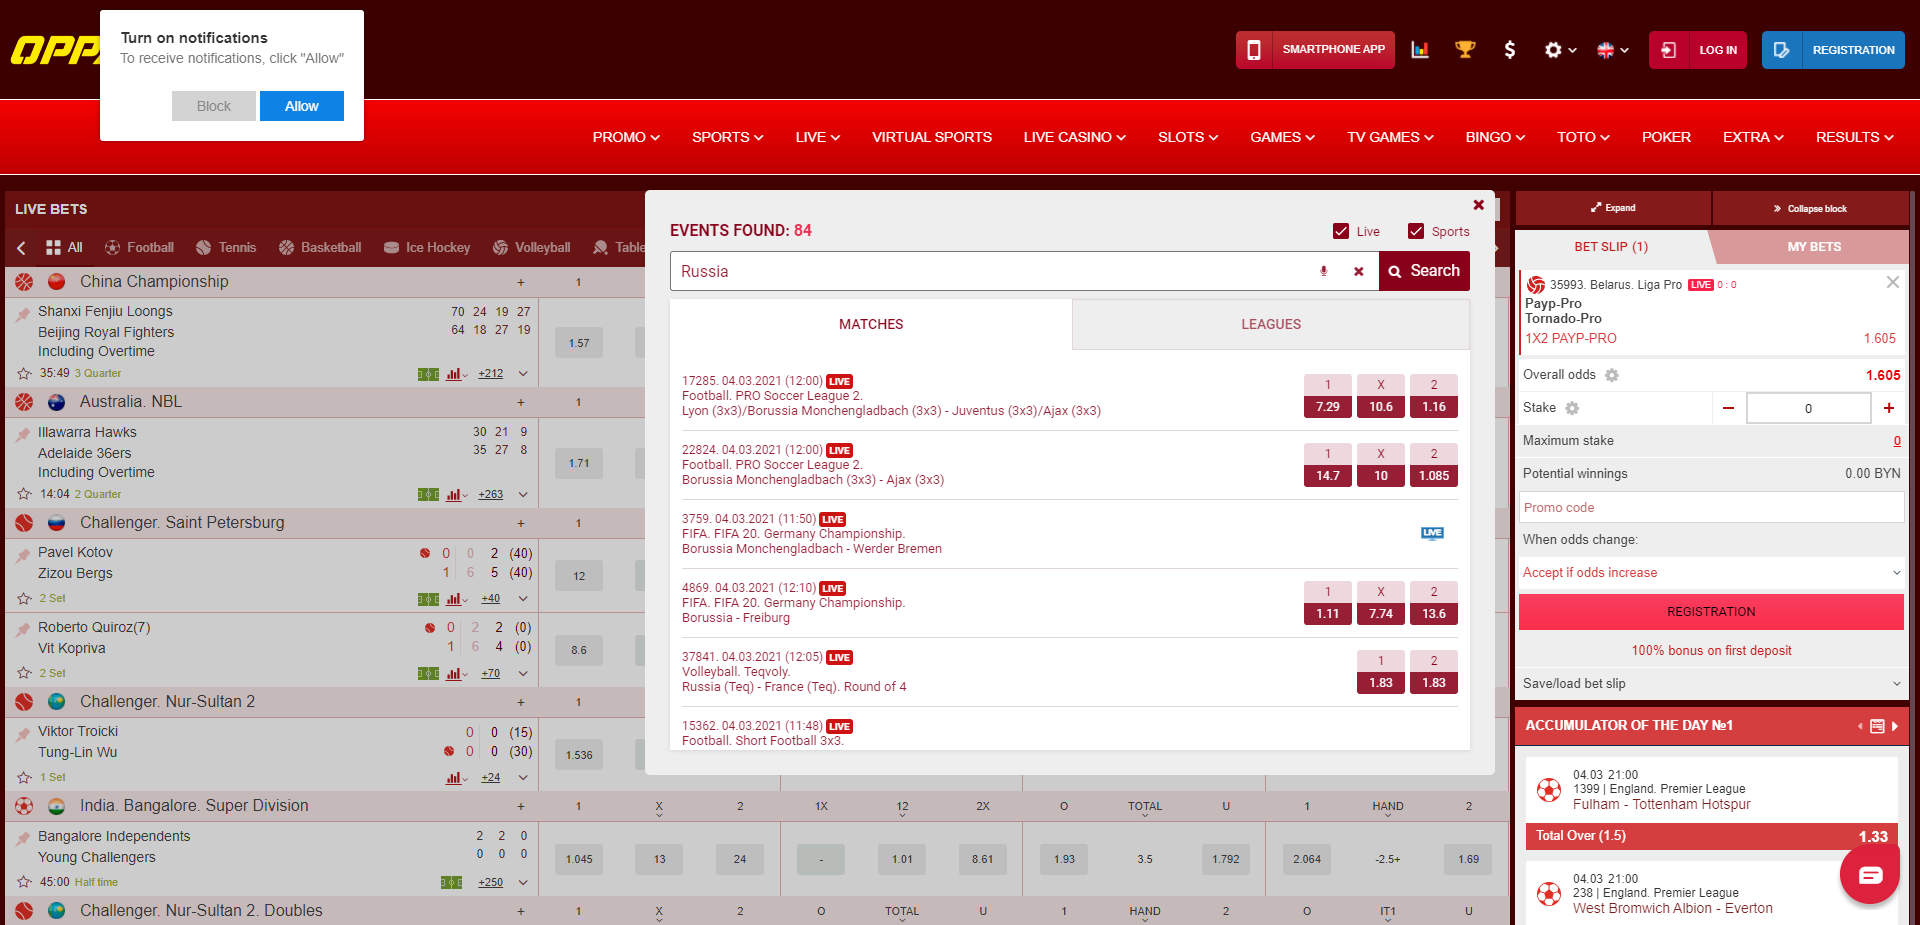 OPP
Turn on notifications
To receive notifications, click "Allow"
Block
Allow
SMARTPHONE APP
LOG IN
REGISTRATION
PROMO
SPORTS
LIVE
VIRTUAL SPORTS
LIVE CASINO
SLOTS
GAMES
TV GAMES
BINGO
TOTO
POKER
EXTRA
RESULTS
LIVE BETS
All
Football
Tennis
Basketball
Ice Hockey
Volleyball
Table
China Championship + 1
Shanxi Fenjiu Loongs 70 24 19 27
Beijing Royal Fighters 64 18 27 19
Including Overtime
1.57
35:49 3 Quarter +212
Australia. NBL + 1
Illawarra Hawks 30 21 9
Adelaide 36ers 35 27 8
Including Overtime
1.71
14:04 2 Quarter +263
Challenger. Saint Petersburg + 1
Pavel Kotov 0 0 2 (40)
Zizou Bergs 1 6 5 (40)
12
2 Set +40
Roberto Quiroz(7) 0 2 2 (0)
Vit Kopriva 1 6 4 (0)
8.6
2 Set +70
Challenger. Nur-Sultan 2 + 1
Viktor Troicki 0 0 (15)
Tung-Lin Wu 0 0 (30)
1.536
1 Set +24
India. Bangalore. Super Division + 1 X 2 1X 12 2X O TOTAL U 1 HAND 2
Bangalore Independents 2 2 0
Young Challengers 0 0 0
1.045 13 24 - 1.01 8.61 1.93 3.5 1.792 2.064 -2.5+ 1.69
45:00 Half time +250
Challenger. Nur-Sultan 2. Doubles + 1 X 2 O TOTAL U 1 HAND 2 O IT1 U
EVENTS FOUND: 84
Live
Sports
Russia
Search
MATCHES
LEAGUES
17285. 04.03.2021 (12:00) LIVE
Football. PRO Soccer League 2.
Lyon (3x3)/Borussia Monchengladbach (3x3) - Juventus (3x3)/Ajax (3x3)
1 X 2
7.29 10.6 1.16
22824. 04.03.2021 (12:00) LIVE
Football. PRO Soccer League 2.
Borussia Monchengladbach (3x3) - Ajax (3x3)
1 X 2
14.7 10 1.085
3759. 04.03.2021 (11:50) LIVE
FIFA. FIFA 20. Germany Championship.
Borussia Monchengladbach - Werder Bremen
LIVE
4869. 04.03.2021 (12:10) LIVE
FIFA. FIFA 20. Germany Championship.
Borussia - Freiburg
1 X 2
1.11 7.74 13.6
37841. 04.03.2021 (12:05) LIVE
Volleyball. Teqvoly.
Russia (Teq) - France (Teq). Round of 4
1 2
1.83 1.83
15362. 04.03.2021 (11:48) LIVE
Football. Short Football 3x3.
Expand
Collapse block
BET SLIP (1)
MY BETS
35993. Belarus. Liga Pro LIVE 0 : 0
Payp-Pro
Tornado-Pro
1X2 PAYP-PRO 1.605
Overall odds 1.605
Stake 0
Maximum stake 0
Potential winnings 0.00 BYN
Promo code
When odds change:
Accept if odds increase
REGISTRATION
100% bonus on first deposit
Save/load bet slip
ACCUMULATOR OF THE DAY №1
04.03 21:00
1399 | England. Premier League
Fulham - Tottenham Hotspur
Total Over (1.5) 1.33
04.03 21:00
238 | England. Premier League
West Bromwich Albion - Everton